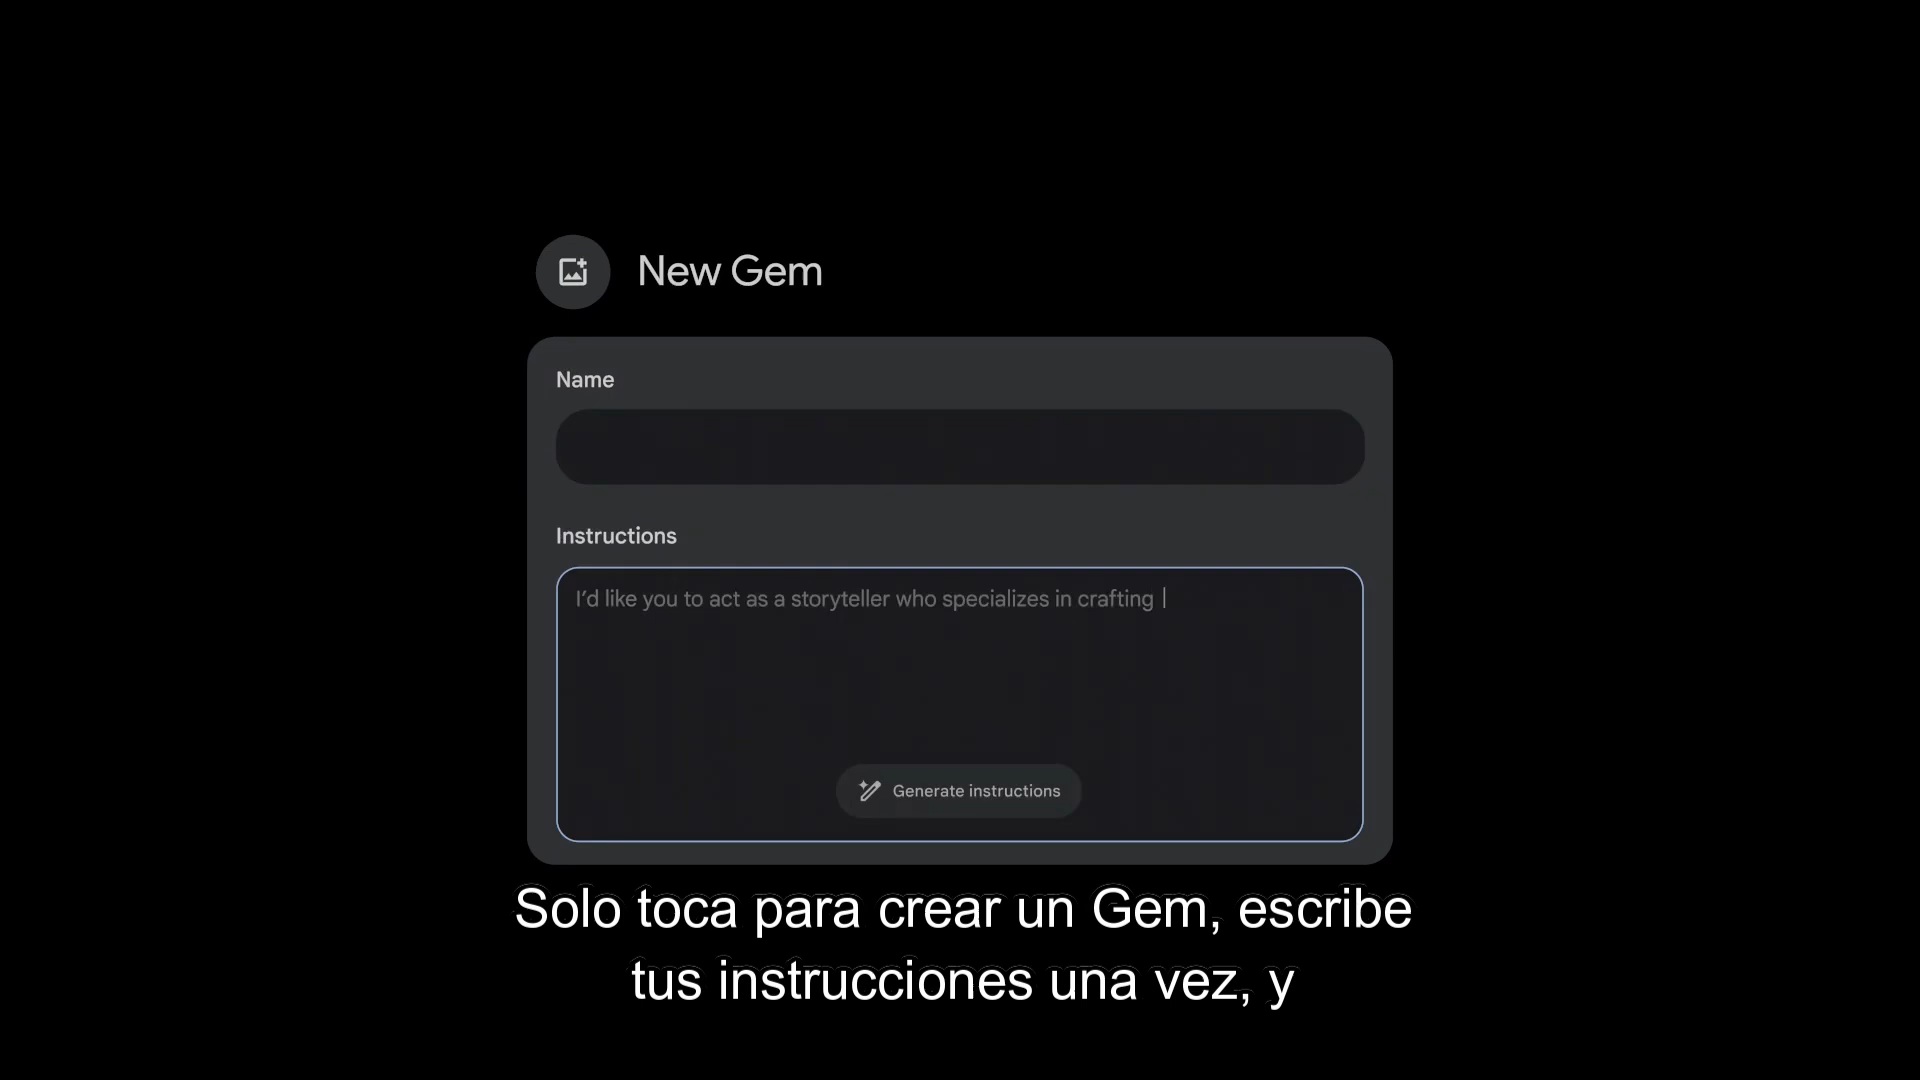 New Gem
Name
Instructions
I'd like you to act as a storyteller who specializes in crafting
Generate instructions
Solo toca para crear un Gem, escribe
tus instrucciones una vez, y